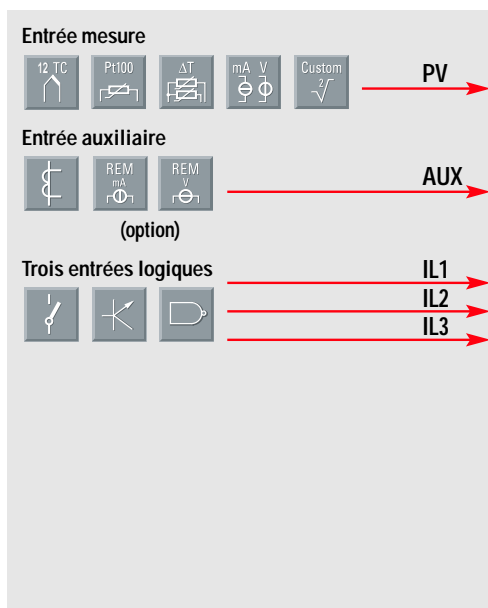 Entrée mesure
12 TC Pt100 ΔT mA V Custom
2
PV
Entrée auxiliaire
REM mA REM V
AUX
(option)
Trois entrées logiques
IL1
IL2
IL3